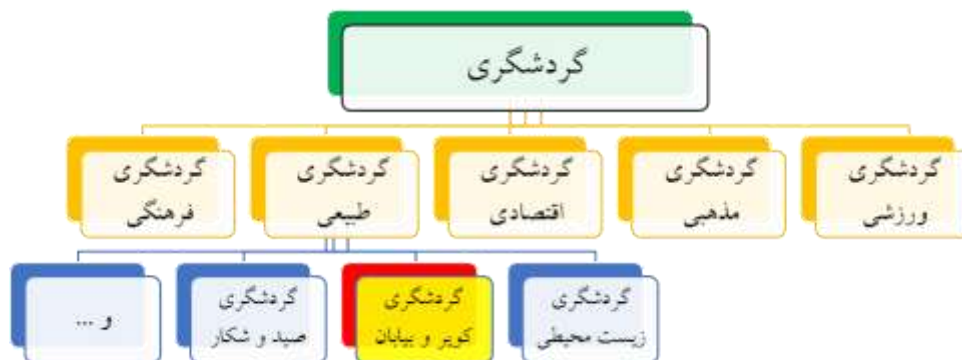 گردشگری
گردشگری
ورزشی
گردشگری
مذهبی
گردشگری
اقتصادی
گردشگری
طبیعی
گردشگری
فرهنگی
گردشگری
زیست محیطی
گردشگری
کویر و بیابان
گردشگری
صید و شکار
و ...